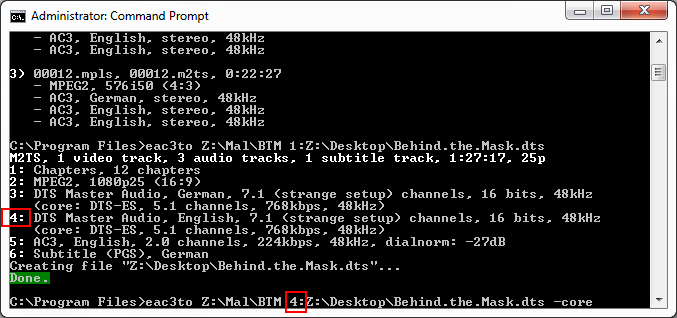 Administrator: Command Prompt
- AC3, English, stereo, 48kHz
- AC3, English, stereo, 48kHz
3) 00012.mpls, 00012.m2ts, 0:22:27
- MPEG2, 576i50 (4:3)
- AC3, German, stereo, 48kHz
- AC3, English, stereo, 48kHz
- AC3, English, stereo, 48kHz
C:\Program Files>eac3to Z:\Mal\BTM 1:Z:\Desktop\Behind.the.Mask.dts
M2TS, 1 video track, 3 audio tracks, 1 subtitle track, 1:27:17, 25p
1: Chapters, 12 chapters
2: MPEG2, 1080p25 (16:9)
3: DTS Master Audio, German, 7.1 (strange setup) channels, 16 bits, 48kHz
(core: DTS-ES, 5.1 channels, 768kbps, 48kHz)
4: DTS Master Audio, English, 7.1 (strange setup) channels, 16 bits, 48kHz
(core: DTS-ES, 5.1 channels, 768kbps, 48kHz)
5: AC3, English, 2.0 channels, 224kbps, 48kHz, dialnorm: -27dB
6: Subtitle (PGS), German
Creating file "Z:\Desktop\Behind.the.Mask.dts"...
Done.
C:\Program Files>eac3to Z:\Mal\BTM 4:Z:\Desktop\Behind.the.Mask.dts -core